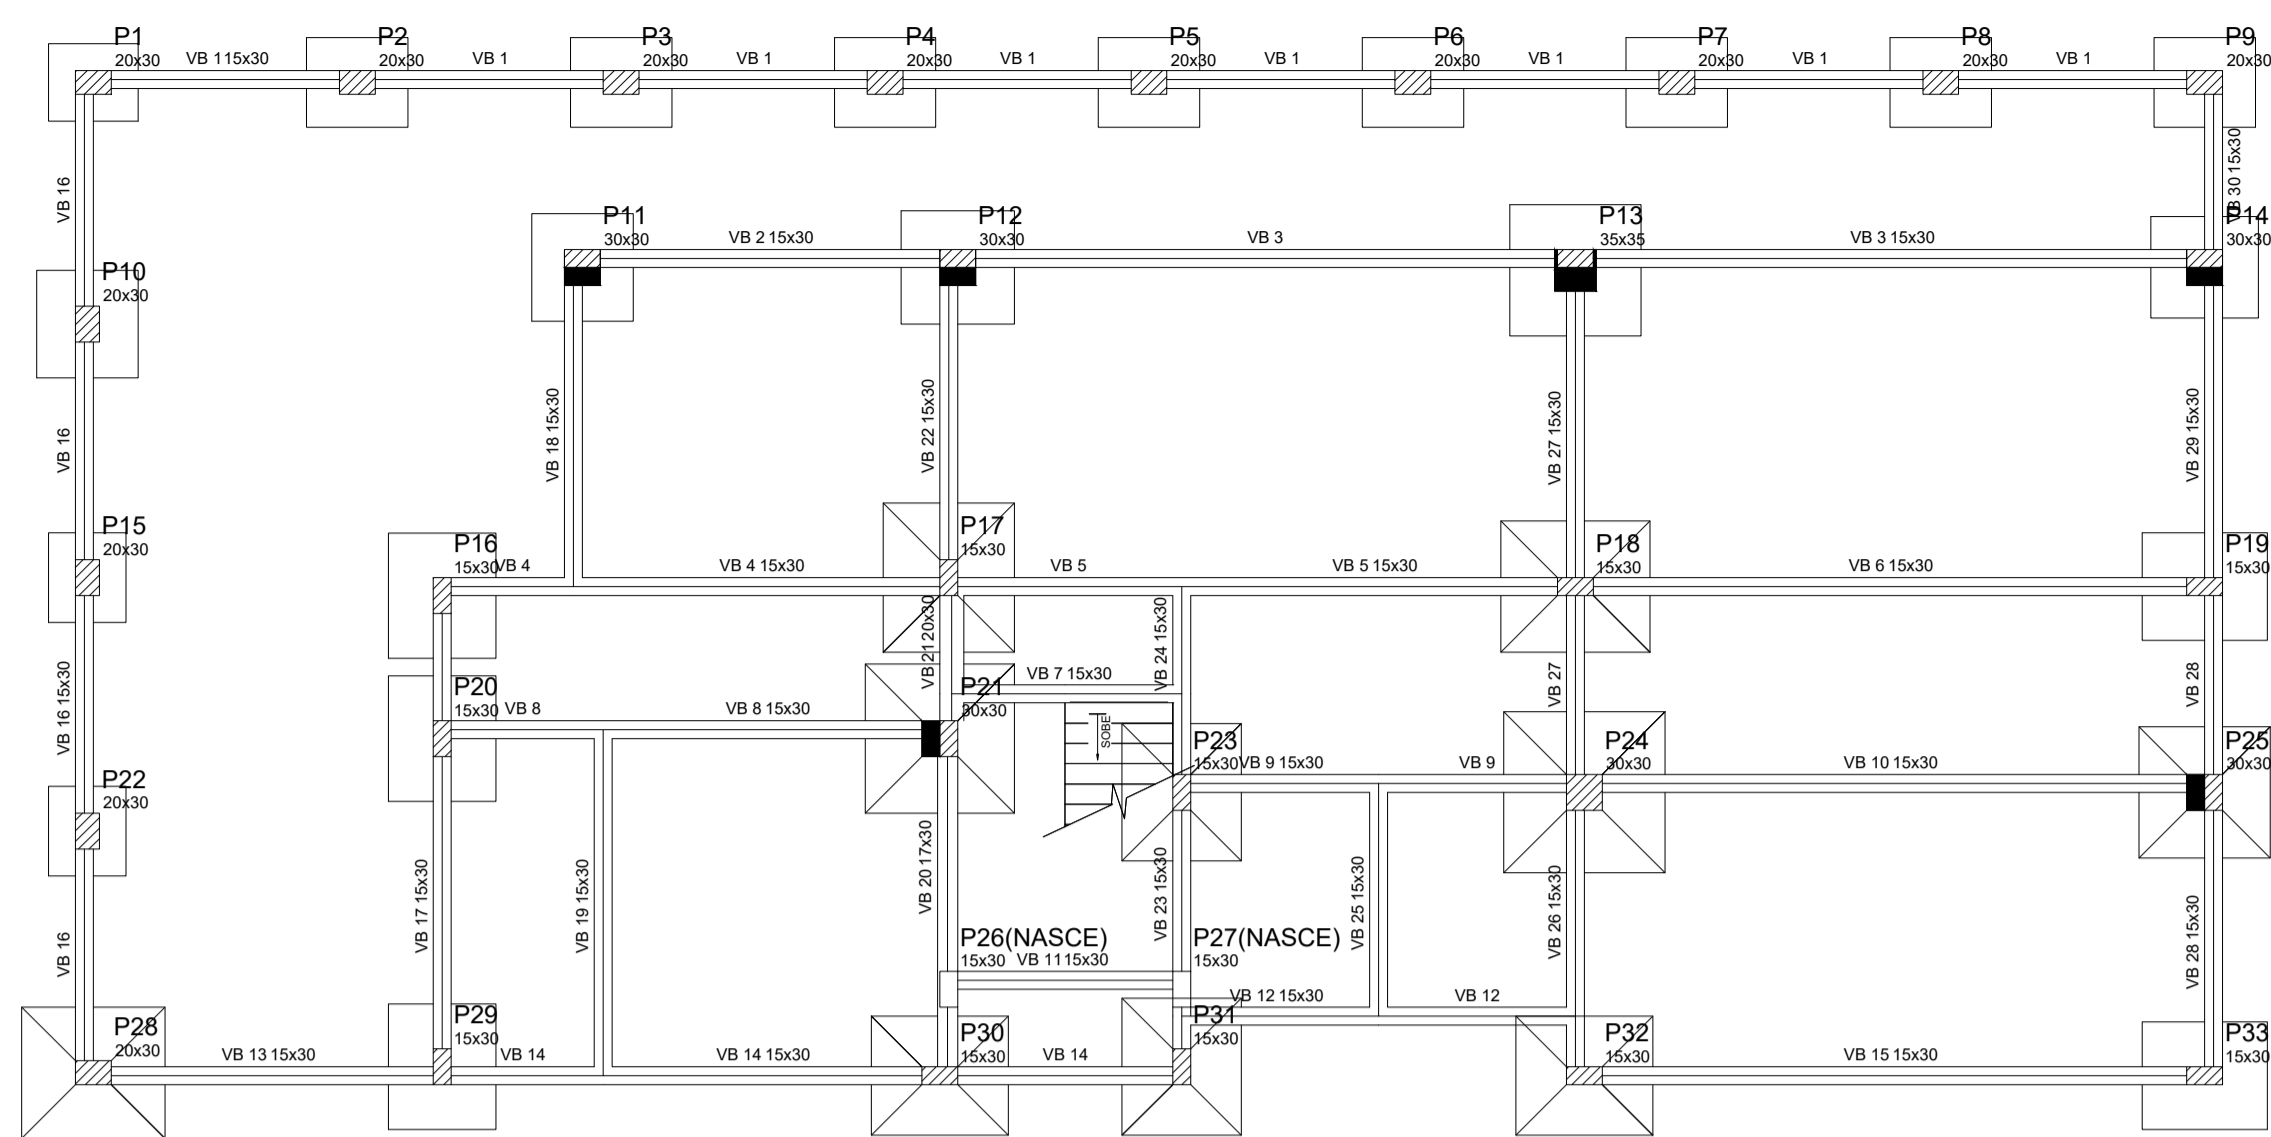 P1
20x30
VB 1 15x30
P2
20x30
VB 1
P3
20x30
VB 1
P4
20x30
VB 1
P5
20x30
VB 1
P6
20x30
VB 1
P7
20x30
VB 1
P8
20x30
VB 1
P9
20x30
VB 16
VB 30 15x30
P11
30x30
VB 2 15x30
P12
30x30
VB 3
P13
35x35
VB 3 15x30
P14
30x30
P10
20x30
VB 16
VB 18 15x30
VB 22 15x30
VB 27 15x30
VB 29 15x30
P15
20x30
P16
15x30
VB 4
VB 4 15x30
P17
15x30
VB 5
VB 5 15x30
P18
15x30
VB 6 15x30
P19
15x30
VB 16 15x30
VB 21 20x30
VB 24 15x30
VB 27
VB 28
VB 7 15x30
P20
15x30
VB 8
VB 8 15x30
P21
30x30
SOBE
P23
15x30
VB 9 15x30
VB 9
P24
30x30
VB 10 15x30
P25
30x30
P22
20x30
VB 17 15x30
VB 19 15x30
VB 20 17x30
VB 23 15x30
VB 25 15x30
VB 26 15x30
VB 28 15x30
VB 16
P26(NASCE)
15x30
VB 11 15x30
P27(NASCE)
15x30
VB 12 15x30
VB 12
P28
20x30
VB 13 15x30
P29
15x30
VB 14
VB 14 15x30
P30
15x30
VB 14
P31
15x30
P32
15x30
VB 15 15x30
P33
15x30